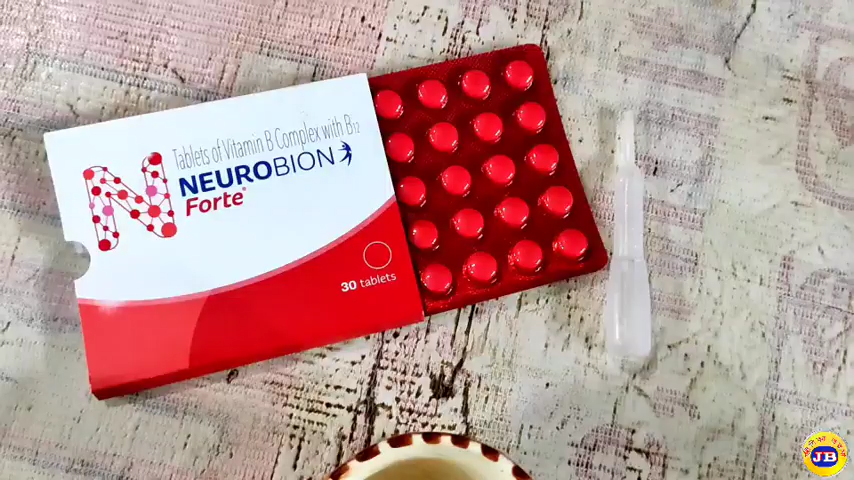 Tablets of Vitamin B Complex with B12
NEUROBION
Forte
30 tablets
JB